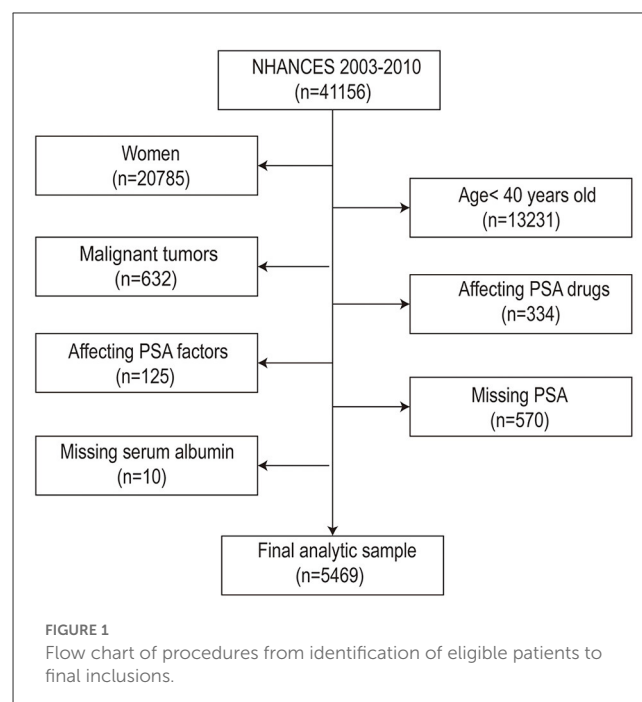 NHANCES 2003-2010
(n=41156)
Women
(n=20785)
Age< 40 years old
(n=13231)
Malignant tumors
(n=632)
Affecting PSA drugs
(n=334)
Affecting PSA factors
(n=125)
Missing PSA
(n=570)
Missing serum albumin
(n=10)
Final analytic sample
(n=5469)
FIGURE 1
Flow chart of procedures from identification of eligible patients to
final inclusions.